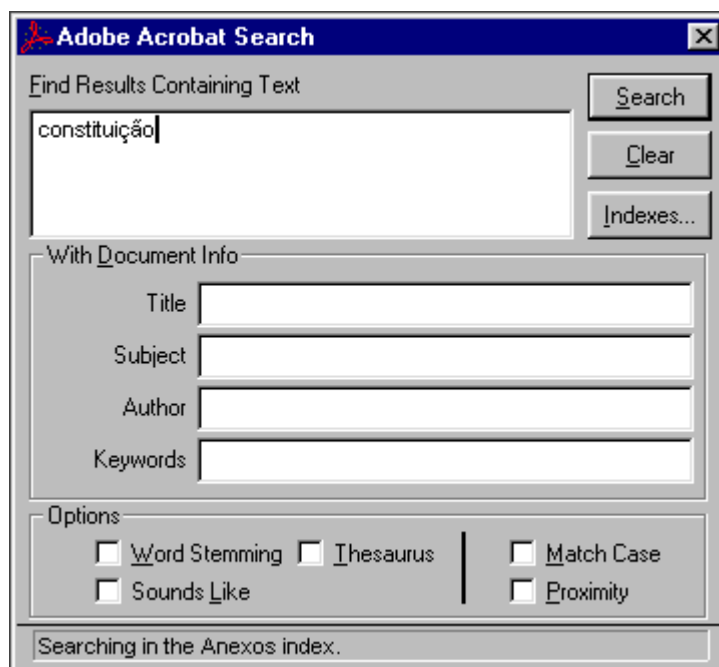 Adobe Acrobat Search
Find Results Containing Text
Search
constituição
Clear
Indexes...
With Document Info
Title
Subject
Author
Keywords
Options
Word Stemming Thesaurus Match Case
Sounds Like Proximity
Searching in the Anexos index.